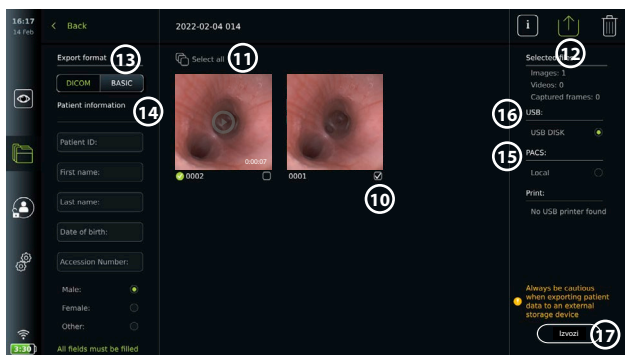 16:17
14 Feb
Back
2022-02-04 014
i
Export format
13
DICOM
BASIC
Patient information
14
Patient ID:
First name:
Last name:
Date of birth:
Accession Number:
Male:
Female:
Other:
All fields must be filled
3:30
Select all
11
0:00:07
0002
0001
10
12
Selected files:
Images: 1
Videos: 0
Captured frames: 0
16
USB:
USB DISK
15
PACS:
Local
Print:
No USB printer found
Always be cautious
when exporting patient
data to an external
storage device
Izvozi
17